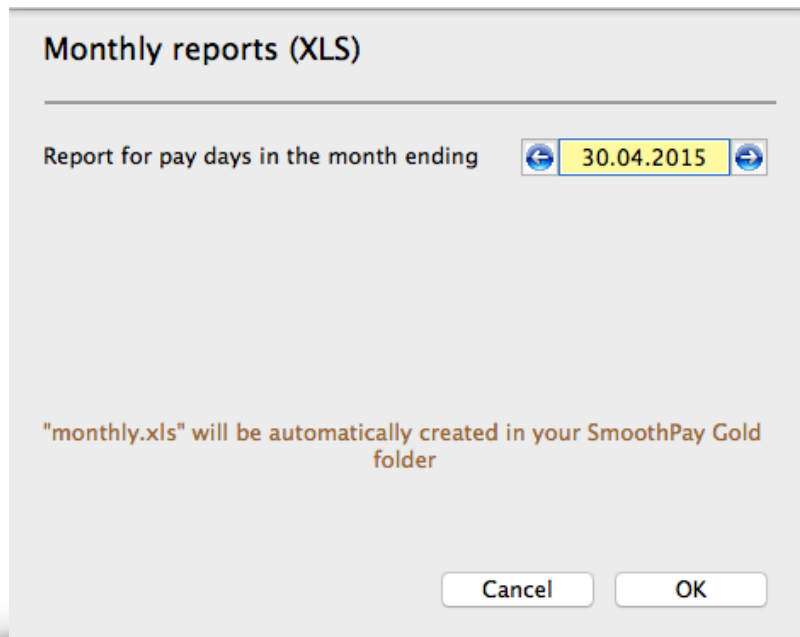 Monthly reports (XLS)
Report for pay days in the month ending 30.04.2015
"monthly.xls" will be automatically created in your SmoothPay Gold
folder
Cancel OK